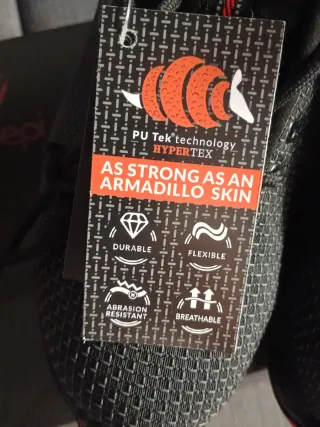 PU Tek technology
HYPERTEX
AS STRONG AS AN
ARMADILLO SKIN
DURABLE
FLEXIBLE
ABRASION
RESISTANT
BREATHABLE